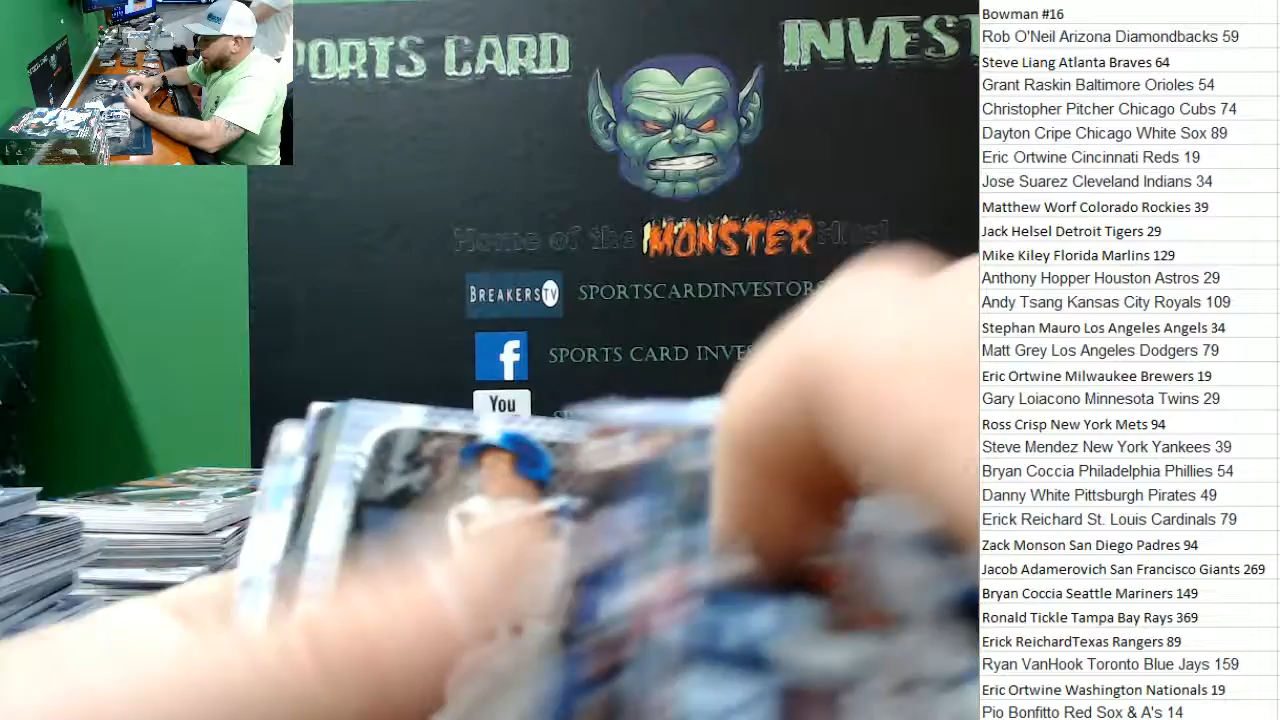 PORTS CARD
INVEST
Home of the MONSTER
BREAKERSTV
SPORTSCARDINVESTORS
f
SPORTS CARD INVES
You
Bowman #16
Rob O'Neil Arizona Diamondbacks 59
Steve Liang Atlanta Braves 64
Grant Raskin Baltimore Orioles 54
Christopher Pitcher Chicago Cubs 74
Dayton Cripe Chicago White Sox 89
Eric Ortwine Cincinnati Reds 19
Jose Suarez Cleveland Indians 34
Matthew Worf Colorado Rockies 39
Jack Helsel Detroit Tigers 29
Mike Kiley Florida Marlins 129
Anthony Hopper Houston Astros 29
Andy Tsang Kansas City Royals 109
Stephan Mauro Los Angeles Angels 34
Matt Grey Los Angeles Dodgers 79
Eric Ortwine Milwaukee Brewers 19
Gary Loiacono Minnesota Twins 29
Ross Crisp New York Mets 94
Steve Mendez New York Yankees 39
Bryan Coccia Philadelphia Phillies 54
Danny White Pittsburgh Pirates 49
Erick Reichard St. Louis Cardinals 79
Zack Monson San Diego Padres 94
Jacob Adamerovich San Francisco Giants 269
Bryan Coccia Seattle Mariners 149
Ronald Tickle Tampa Bay Rays 369
Erick ReichardTexas Rangers 89
Ryan VanHook Toronto Blue Jays 159
Eric Ortwine Washington Nationals 19
Pio Bonfitto Red Sox & A's 14